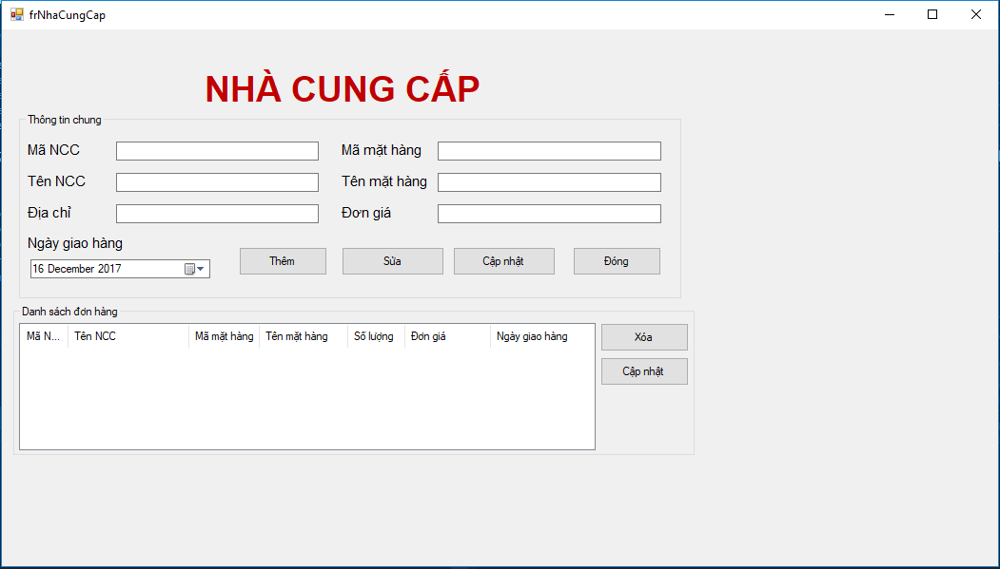 frNhaCungCap
NHÀ CUNG CẤP
Thông tin chung
Mã NCC
Mã mặt hàng
Tên NCC
Tên mặt hàng
Địa chỉ
Đơn giá
Ngày giao hàng
16 December 2017
Thêm
Sửa
Cập nhật
Đóng
Danh sách đơn hàng
Mã N... Tên NCC Mã mặt hàng Tên mặt hàng Số lượng Đơn giá Ngày giao hàng
Xóa
Cập nhật